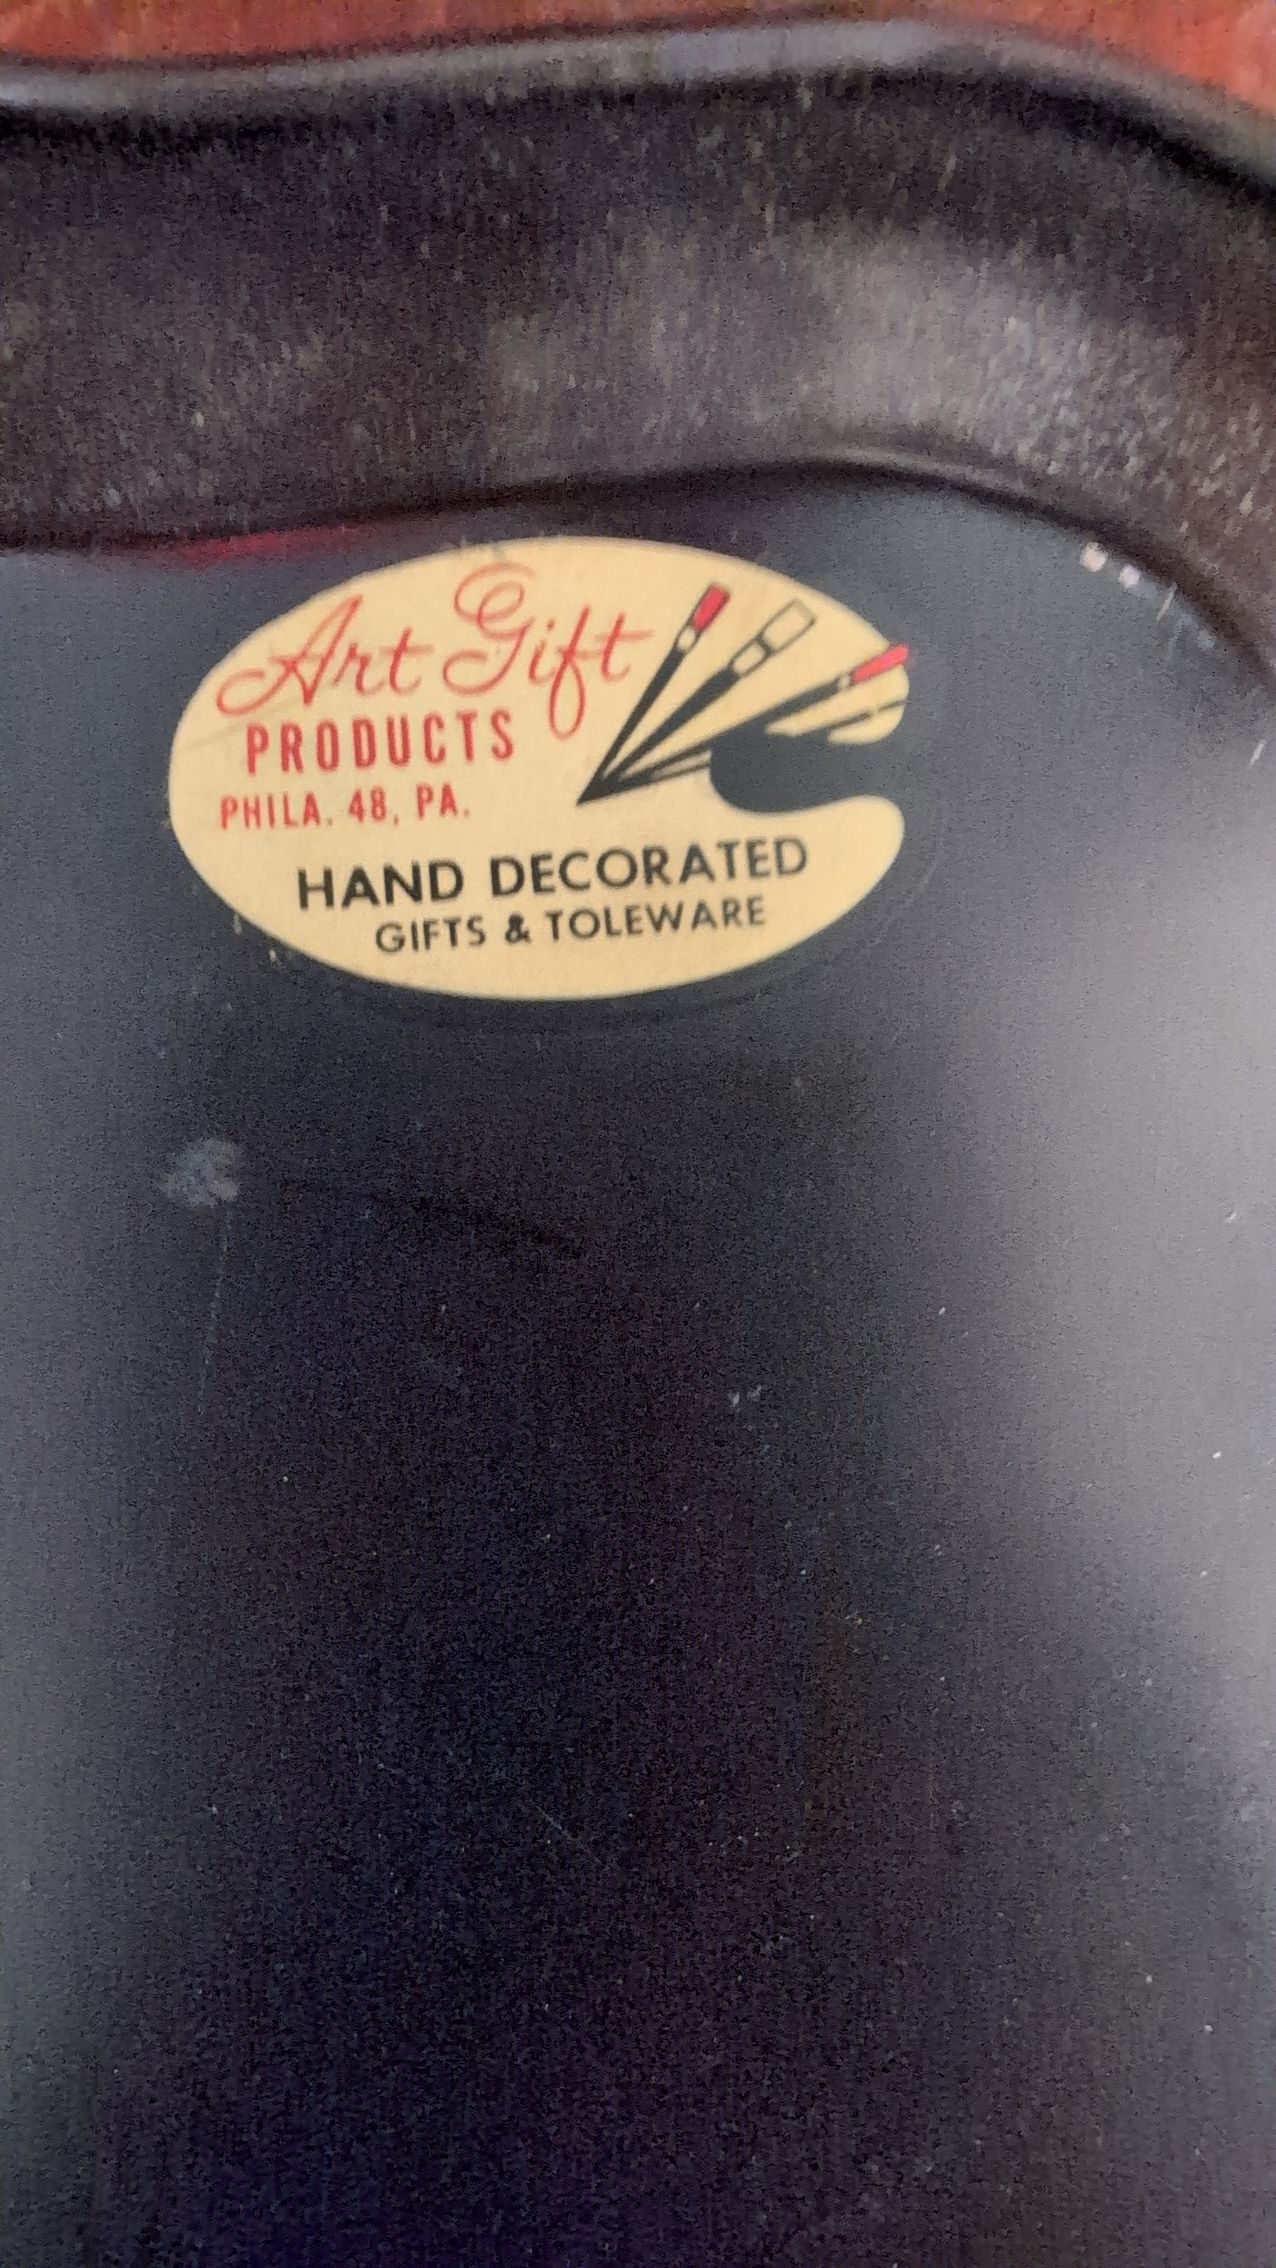 Art Gift
PRODUCTS
PHILA. 48, PA.
HAND DECORATED
GIFTS & TOLEWARE